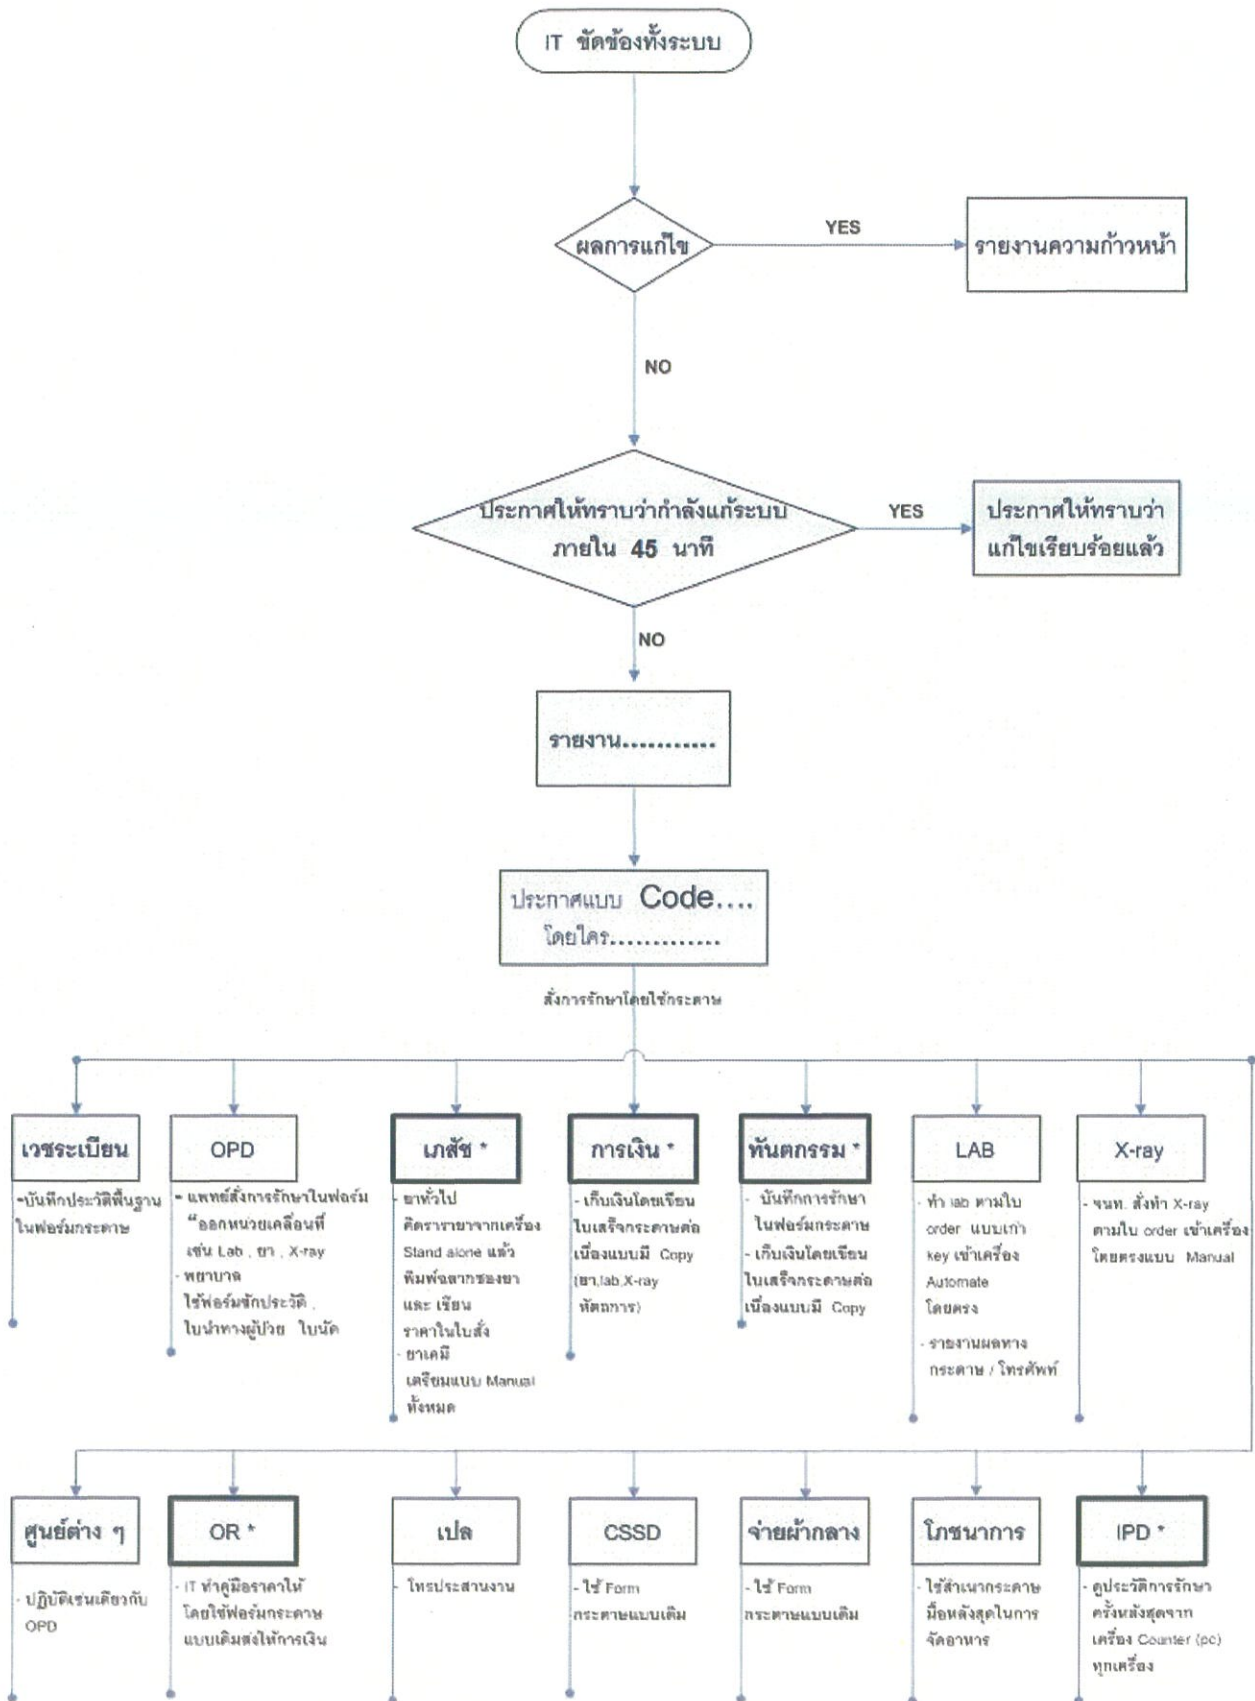 IT ขัดข้องทั้งระบบ
ผลการแก้ไข
YES
รายงานความก้าวหน้า
NO
ประกาศให้ทราบว่ากำลังแก้ระบบ
ภายใน 45 นาที
YES
ประกาศให้ทราบว่า
แก้ไขเรียบร้อยแล้ว
NO
รายงาน...........
ประกาศแบบ Code....
โดยใคร.............
สั่งการรักษาโดยใช้กระดาษ
เวชระเบียน
-บันทึกประวัติพื้นฐาน
ในฟอร์มกระดาษ
OPD
- แพทย์สั่งการรักษาในฟอร์ม
“ออกหน่วยเคลื่อนที่
เช่น Lab , ยา , X-ray
- พยาบาล
ใช้ฟอร์มซักประวัติ ,
ใบนำทางผู้ป่วย ใบนัด
เภสัช *
- ยาทั่วไป
คิดราคายาจากเครื่อง
Stand alone แล้ว
พิมพ์ฉลากซองยา
และ เขียน
ราคาในใบสั่ง
- ยาเคมี
เตรียมแบบ Manual
ทั้งหมด
การเงิน *
- เก็บเงินโดยเขียน
ใบเสร็จกระดาษต่อ
เนื่องแบบมี Copy
(ยา,lab,X-ray
หัตถการ)
ทันตกรรม *
- บันทึกการรักษา
ในฟอร์มกระดาษ
- เก็บเงินโดยเขียน
ใบเสร็จกระดาษต่อ
เนื่องแบบมี Copy
LAB
- ทำ lab ตามใบ
order แบบเก่า
key เข้าเครื่อง
Automate
โดยตรง
- รายงานผลทาง
กระดาษ / โทรศัพท์
X-ray
- จนท. สั่งทำ X-ray
ตามใบ order เข้าเครื่อง
โดยตรงแบบ Manual
ศูนย์ต่าง ๆ
- ปฏิบัติเช่นเดียวกับ
OPD
OR *
- IT ทำคู่มือราคาให้
โดยใช้ฟอร์มกระดาษ
แบบเดิมส่งให้การเงิน
เปล
- โทรประสานงาน
CSSD
- ใช้ Form
กระดาษแบบเดิม
จ่ายผ้ากลาง
- ใช้ Form
กระดาษแบบเดิม
โภชนาการ
- ใช้สำเนากระดาษ
มื้อหลังสุดในการ
จัดอาหาร
IPD *
- ดูประวัติการรักษา
ครั้งหลังสุดจาก
เครื่อง Counter (pc)
ทุกเครื่อง